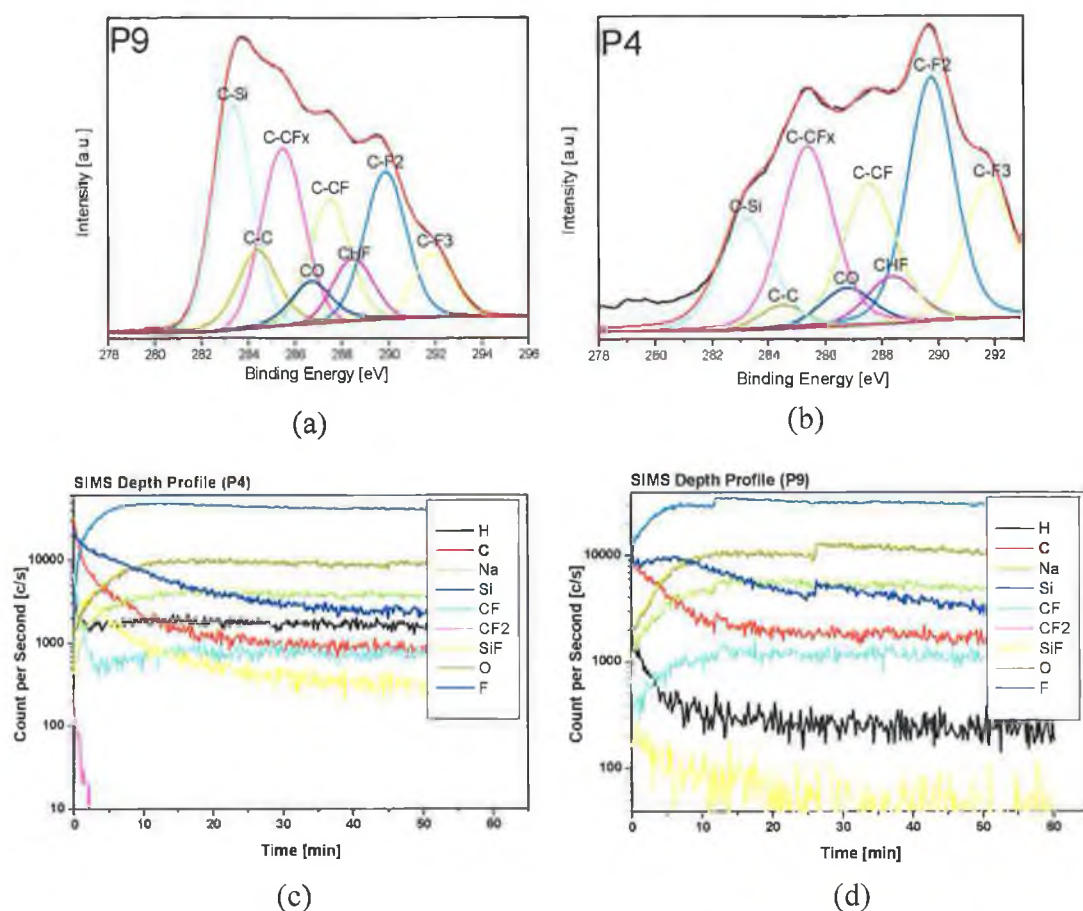 P9
C-Si
C-CFx
C-C
CO
C-CF
CHF
C-F2
C-F3
Intensity [a.u.]
278 280 282 284 286 288 290 292 294 296
Binding Energy [eV]
(a)
P4
C-F2
C-CFx
C-CF
C-F3
C-Si
C-C
CO
CHF
Intensity [a.u.]
278 280 282 284 286 288 290 292
Binding Energy [eV]
(b)
SIMS Depth Profile (P4)
H
C
Na
Si
CF
CF2
SiF
O
F
Count per Second [c/s]
10000
1000
100
10
0 10 20 30 40 50 60
Time [min]
(c)
SIMS Depth Profile (P9)
H
C
Na
Si
CF
CF2
SiF
O
F
Count per Second [c/s]
10000
1000
100
0 10 20 30 40 50 60
Time [min]
(d)